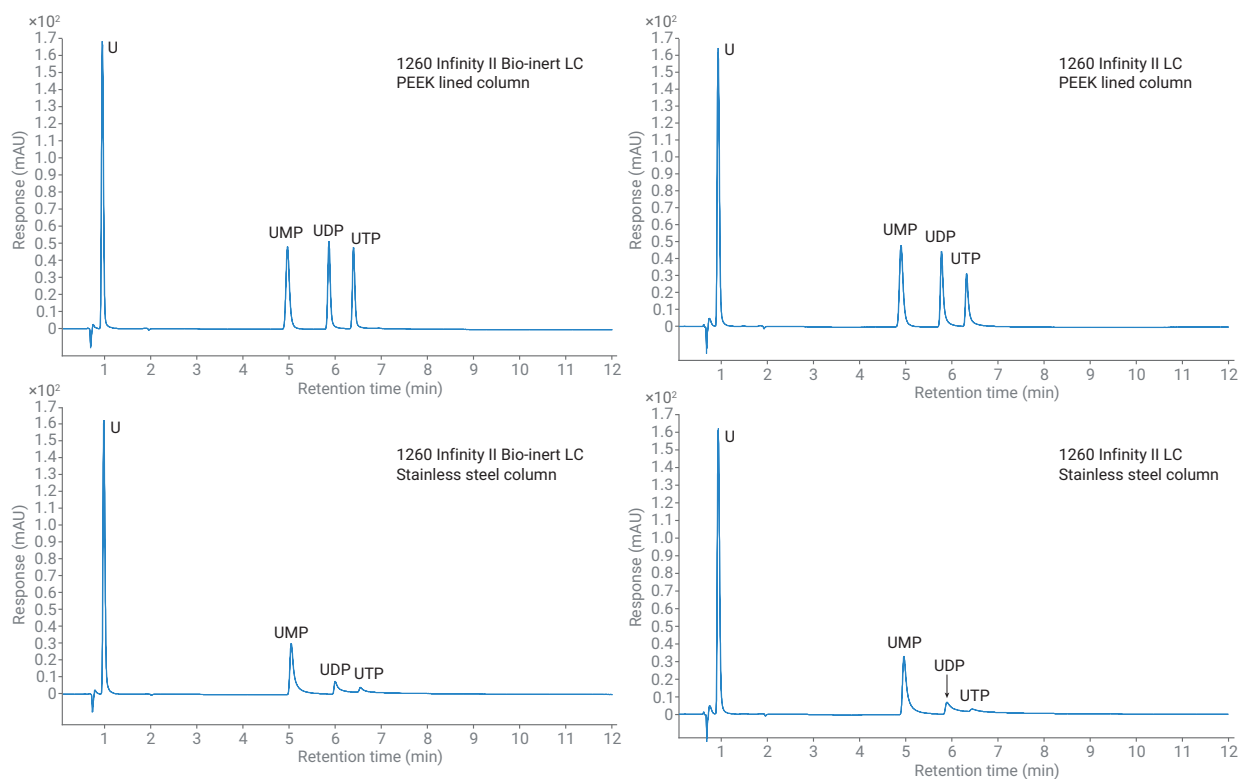 ×10²
1.7
1.6
1.5
1.4
1.3
1.2
1.1
1.0
0.9
0.8
0.7
0.6
0.5
0.4
0.3
0.2
0.1
0
Response (mAU)
U
UMP
UDP
UTP
1260 Infinity II Bio-inert LC
PEEK lined column
1 2 3 4 5 6 7 8 9 10 11 12
Retention time (min)
×10²
1.7
1.6
1.5
1.4
1.3
1.2
1.1
1.0
0.9
0.8
0.7
0.6
0.5
0.4
0.3
0.2
0.1
0
Response (mAU)
U
UMP
UDP
UTP
1260 Infinity II LC
PEEK lined column
1 2 3 4 5 6 7 8 9 10 11 12
Retention time (min)
×10²
1.7
1.6
1.5
1.4
1.3
1.2
1.1
1.0
0.9
0.8
0.7
0.6
0.5
0.4
0.3
0.2
0.1
0
Response (mAU)
U
UMP
UDP
UTP
1260 Infinity II Bio-inert LC
Stainless steel column
1 2 3 4 5 6 7 8 9 10 11 12
Retention time (min)
×10²
1.7
1.6
1.5
1.4
1.3
1.2
1.1
1.0
0.9
0.8
0.7
0.6
0.5
0.4
0.3
0.2
0.1
0
Response (mAU)
U
UMP
UDP
UTP
1260 Infinity II LC
Stainless steel column
1 2 3 4 5 6 7 8 9 10 11 12
Retention time (min)